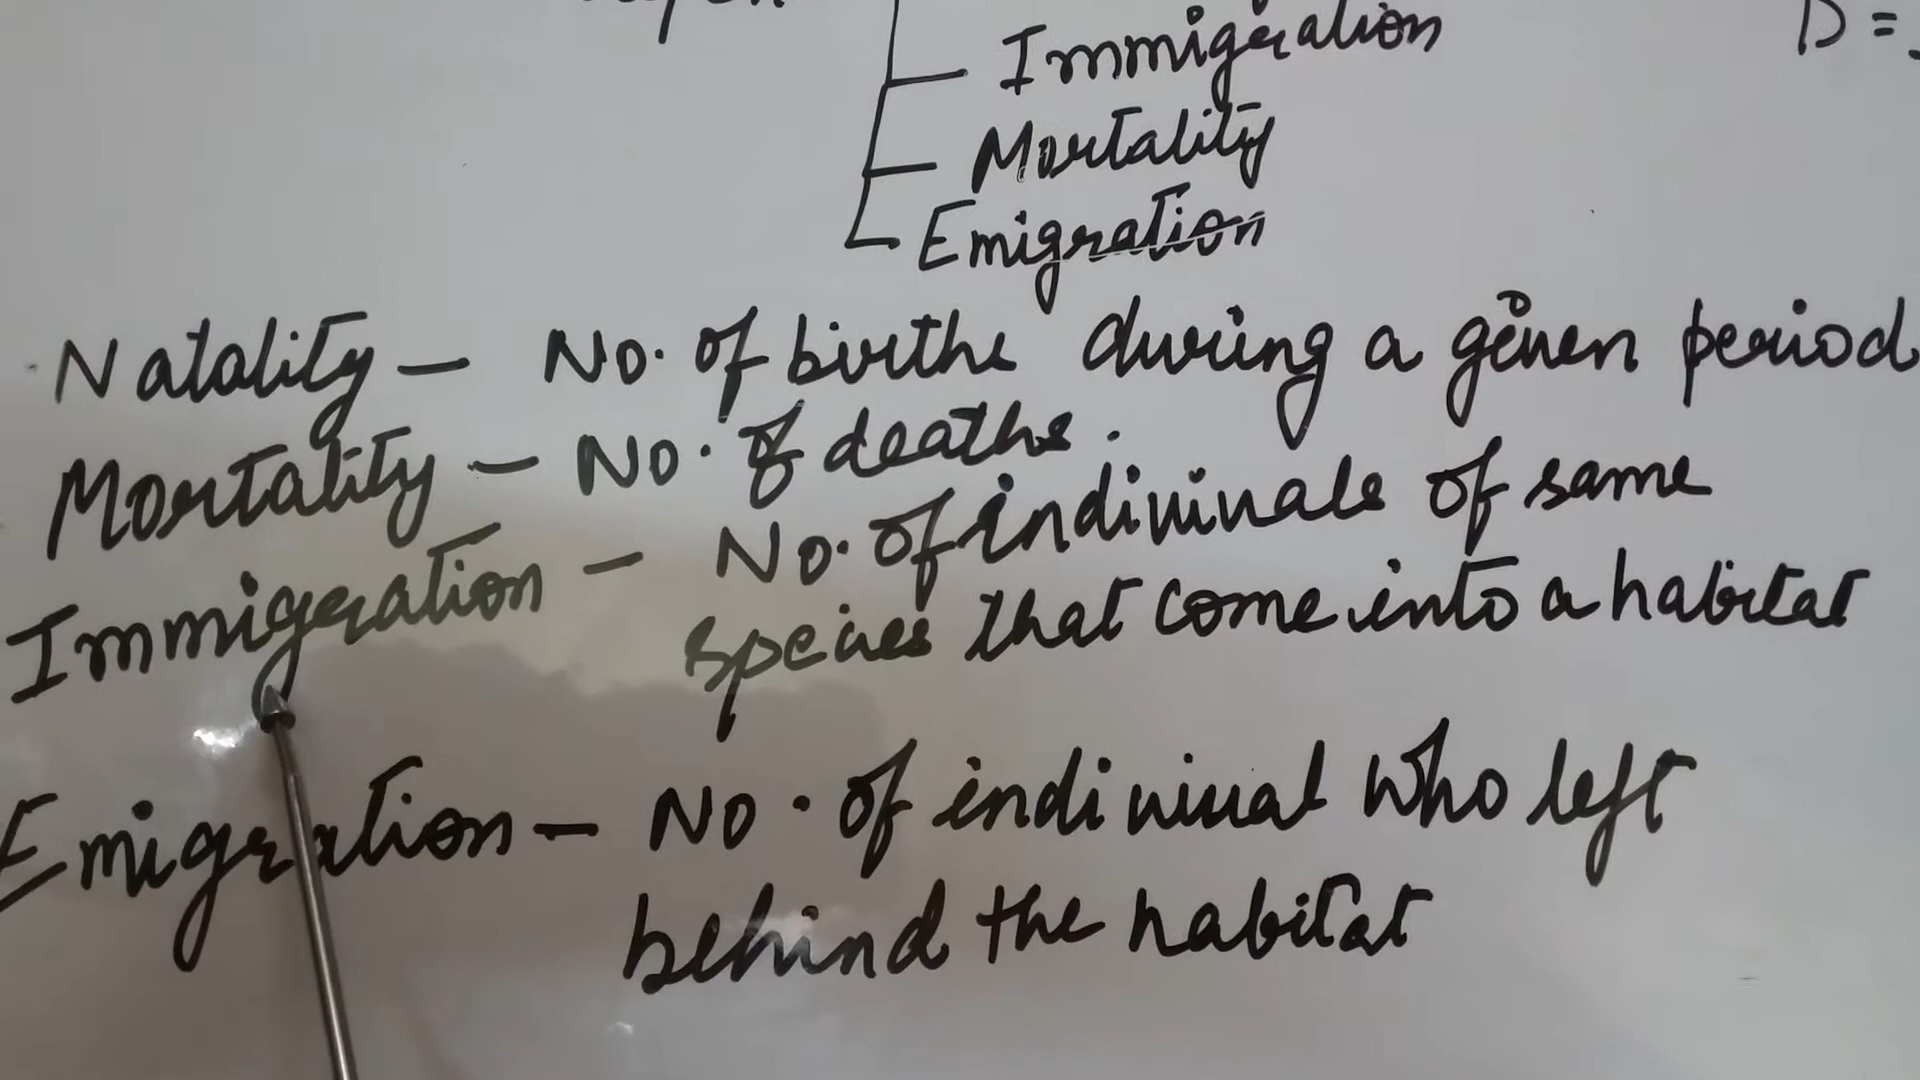 Immigration
D =
Mortality
Emigration
Natality – No. of births during a given period
Mortality – No. of deaths.
Immigration – No. of indiviuals of same
species that come into a habitat
Emigration – No. of indiviual who left
behind the habitat